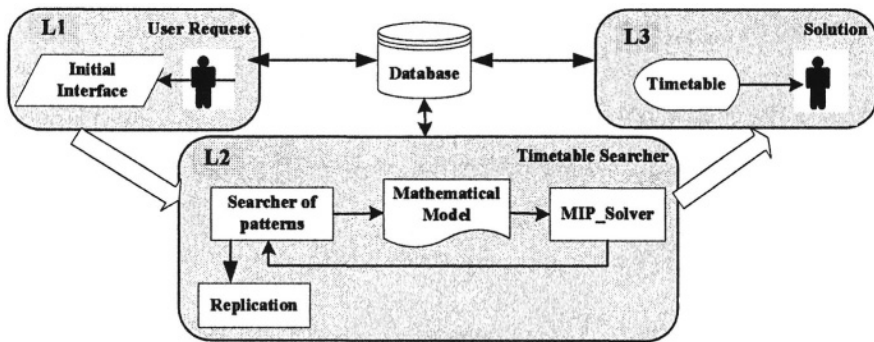 L1
User Request
Initial
Interface
Database
L3
Solution
Timetable
L2
Timetable Searcher
Searcher of
patterns
Mathematical
Model
MIP_Solver
Replication